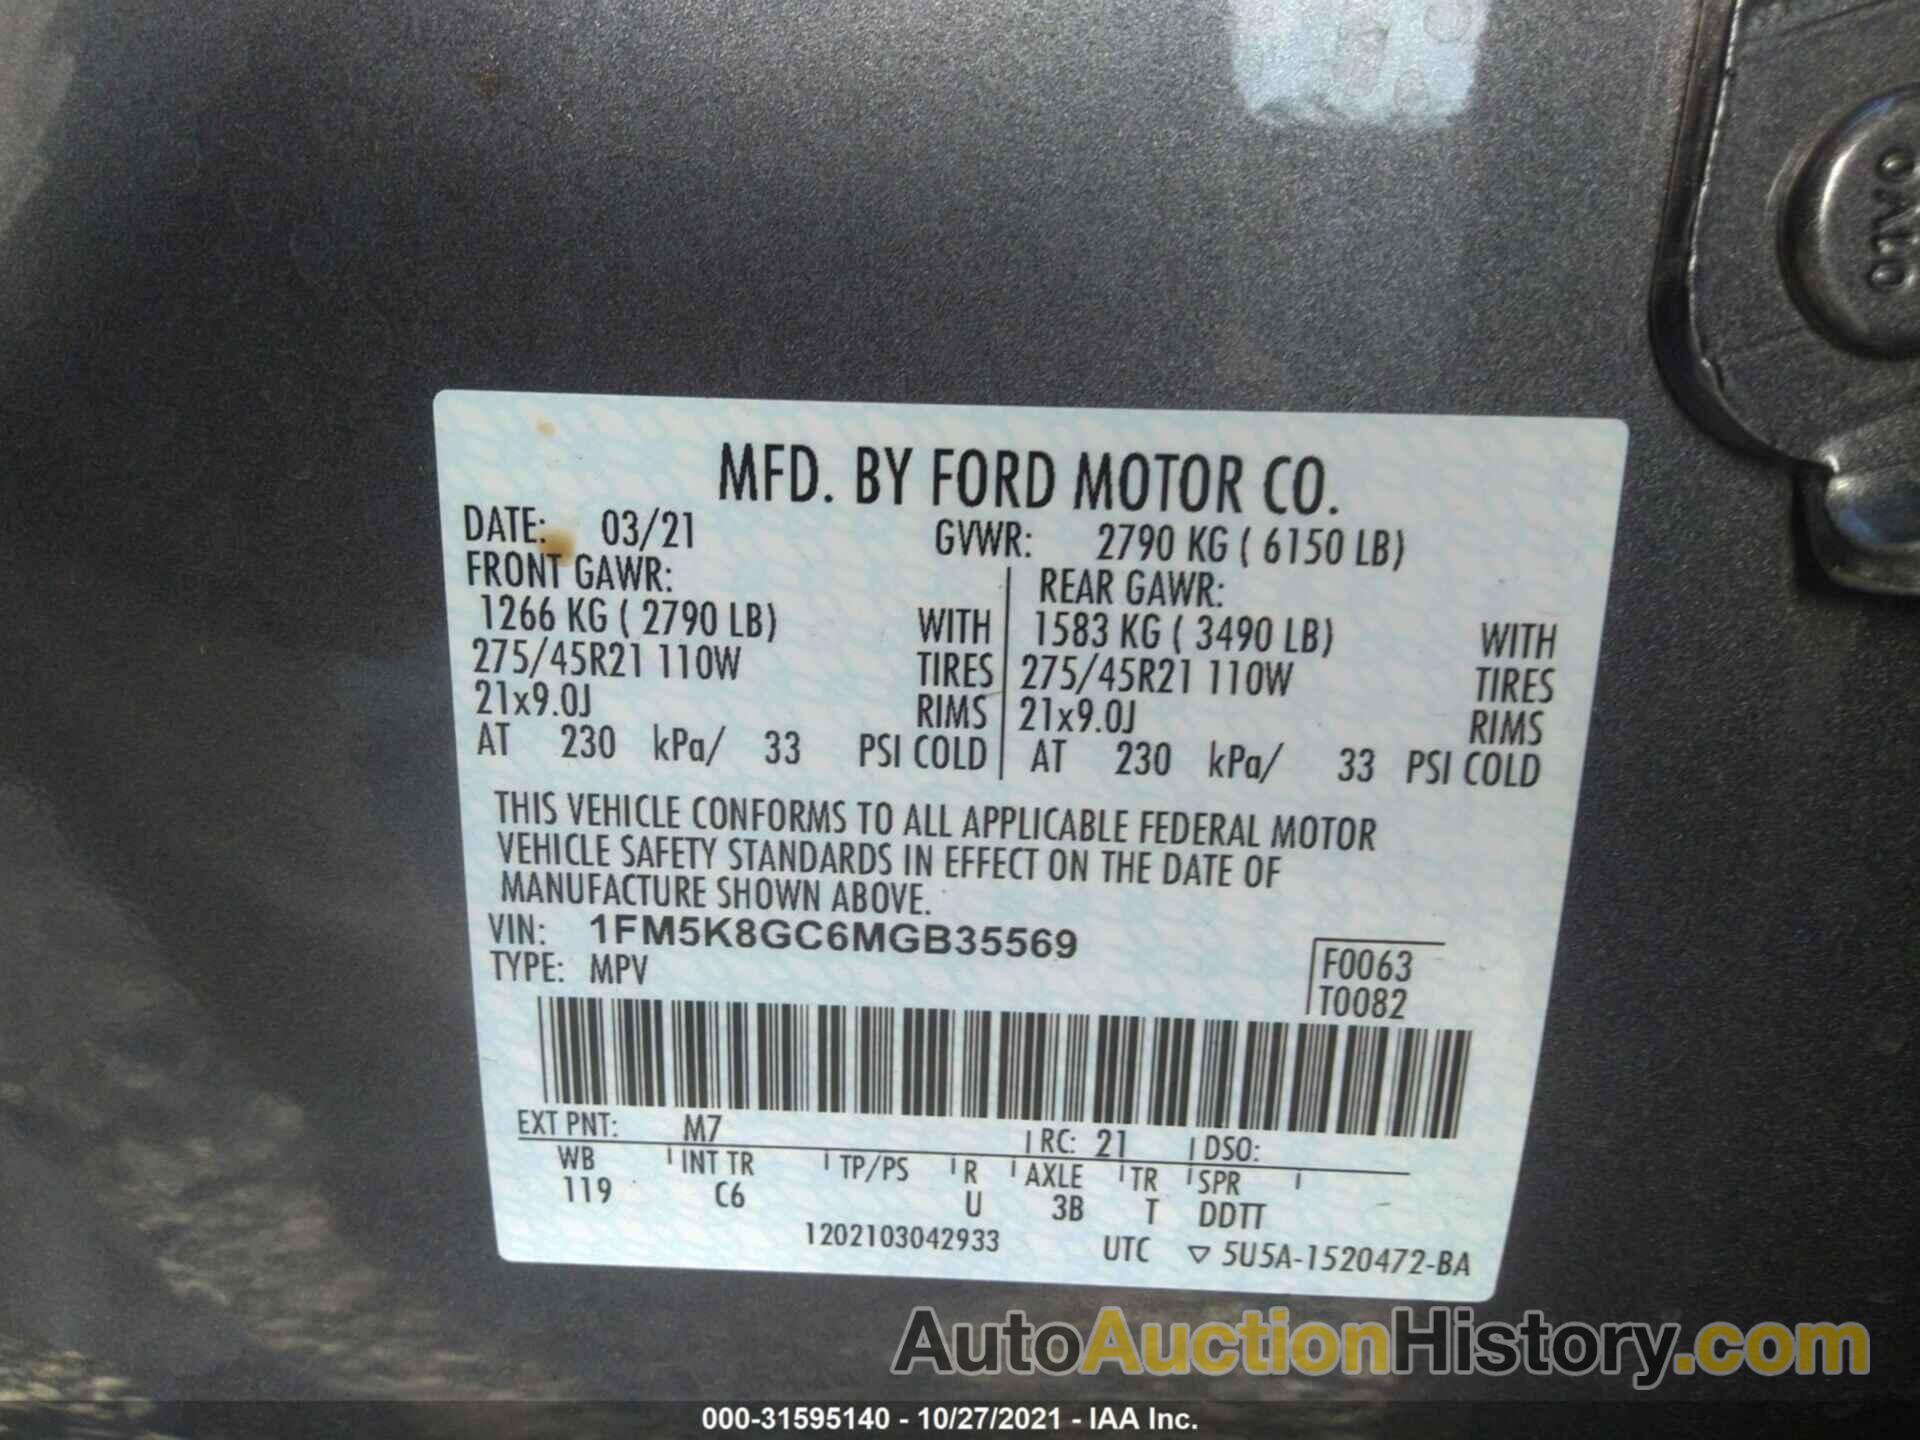 MFD. BY FORD MOTOR CO.
DATE: 03/21 GVWR: 2790 KG ( 6150 LB)
FRONT GAWR: REAR GAWR:
1266 KG ( 2790 LB) WITH 1583 KG ( 3490 LB) WITH
275/45R21 110W TIRES 275/45R21 110W TIRES
21x9.0J RIMS 21x9.0J RIMS
AT 230 kPa/ 33 PSI COLD AT 230 kPa/ 33 PSI COLD
THIS VEHICLE CONFORMS TO ALL APPLICABLE FEDERAL MOTOR
VEHICLE SAFETY STANDARDS IN EFFECT ON THE DATE OF
MANUFACTURE SHOWN ABOVE.
VIN: 1FM5K8GC6MGB35569
TYPE: MPV
F0063
T0082
EXT PNT: M7 RC: 21 DSO:
WB INT TR TP/PS R AXLE TR SPR
119 C6 U 3B T DDTT
1202103042933 UTC ▽ 5U5A-1520472-BA
AutoAuctionHistory.com
000-31595140 - 10/27/2021 - IAA Inc.